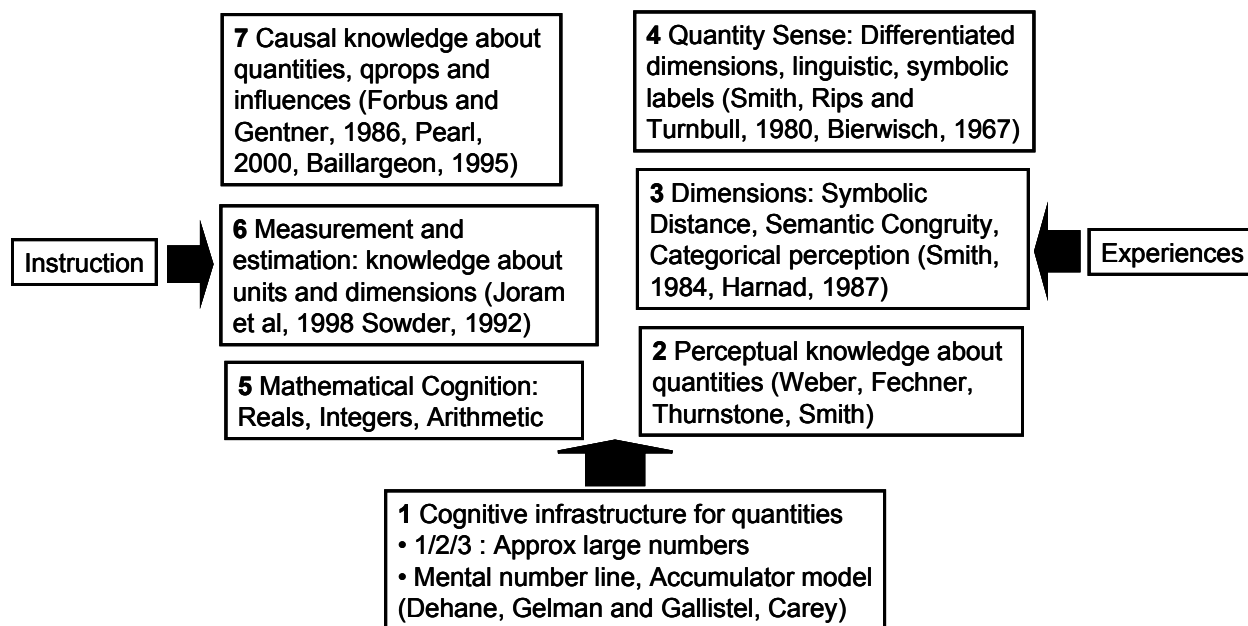 7 Causal knowledge about
quantities, qprops and
influences (Forbus and
Gentner, 1986, Pearl,
2000, Baillargeon, 1995)
4 Quantity Sense: Differentiated
dimensions, linguistic, symbolic
labels (Smith, Rips and
Turnbull, 1980, Bierwisch, 1967)
Instruction
6 Measurement and
estimation: knowledge about
units and dimensions (Joram
et al, 1998 Sowder, 1992)
3 Dimensions: Symbolic
Distance, Semantic Congruity,
Categorical perception (Smith,
1984, Harnad, 1987)
Experiences
5 Mathematical Cognition:
Reals, Integers, Arithmetic
2 Perceptual knowledge about
quantities (Weber, Fechner,
Thurnstone, Smith)
1 Cognitive infrastructure for quantities
• 1/2/3 : Approx large numbers
• Mental number line, Accumulator model
(Dehane, Gelman and Gallistel, Carey)